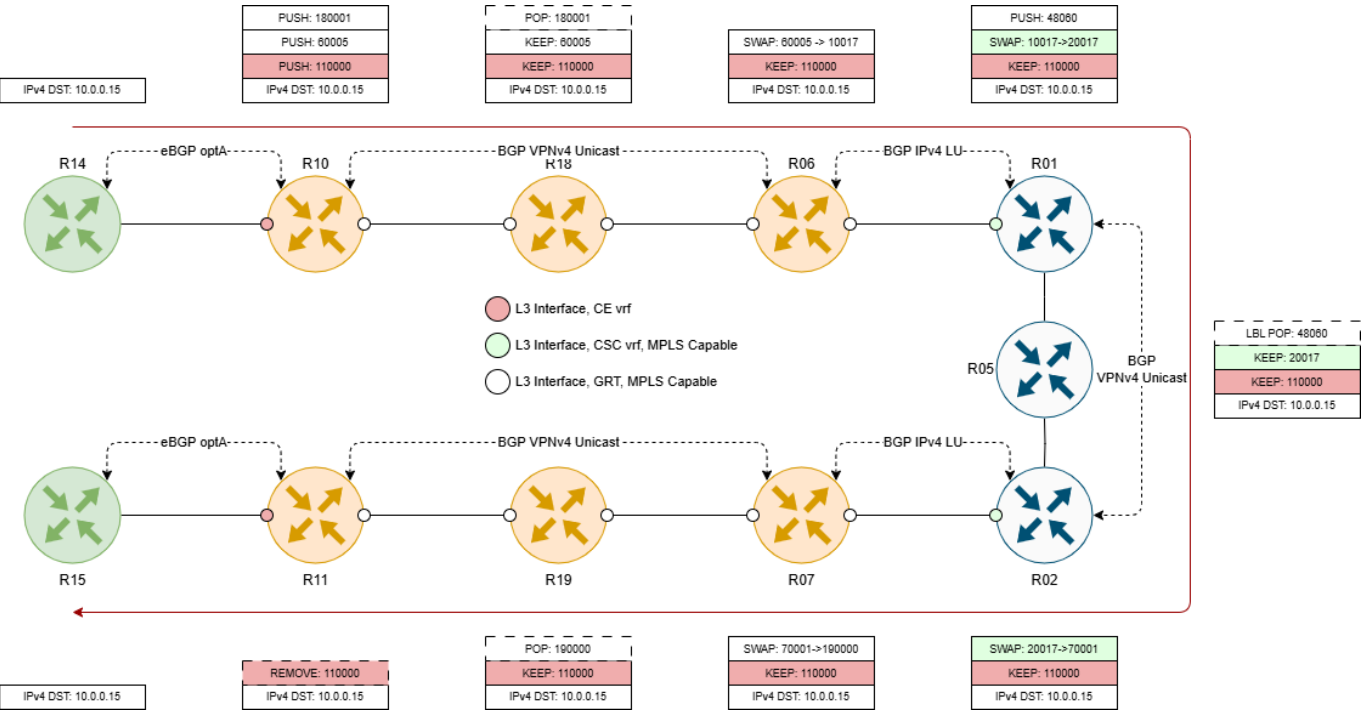 PUSH: 180001
PUSH: 60005
PUSH: 110000
IPv4 DST: 10.0.0.15
POP: 180001
KEEP: 60005
KEEP: 110000
IPv4 DST: 10.0.0.15
SWAP: 60005 -> 10017
KEEP: 110000
IPv4 DST: 10.0.0.15
PUSH: 48060
SWAP: 10017->20017
KEEP: 110000
IPv4 DST: 10.0.0.15
IPv4 DST: 10.0.0.15
eBGP optA
BGP VPNv4 Unicast
BGP IPv4 LU
R14
R10
R18
R06
R01
L3 Interface, CE vrf
L3 Interface, CSC vrf, MPLS Capable
L3 Interface, GRT, MPLS Capable
R05
BGP
VPNv4 Unicast
LBL POP: 48060
KEEP: 20017
KEEP: 110000
IPv4 DST: 10.0.0.15
eBGP optA
BGP VPNv4 Unicast
BGP IPv4 LU
R15
R11
R19
R07
R02
IPv4 DST: 10.0.0.15
REMOVE: 110000
IPv4 DST: 10.0.0.15
POP: 190000
KEEP: 110000
IPv4 DST: 10.0.0.15
SWAP: 70001->190000
KEEP: 110000
IPv4 DST: 10.0.0.15
SWAP: 20017->70001
KEEP: 110000
IPv4 DST: 10.0.0.15